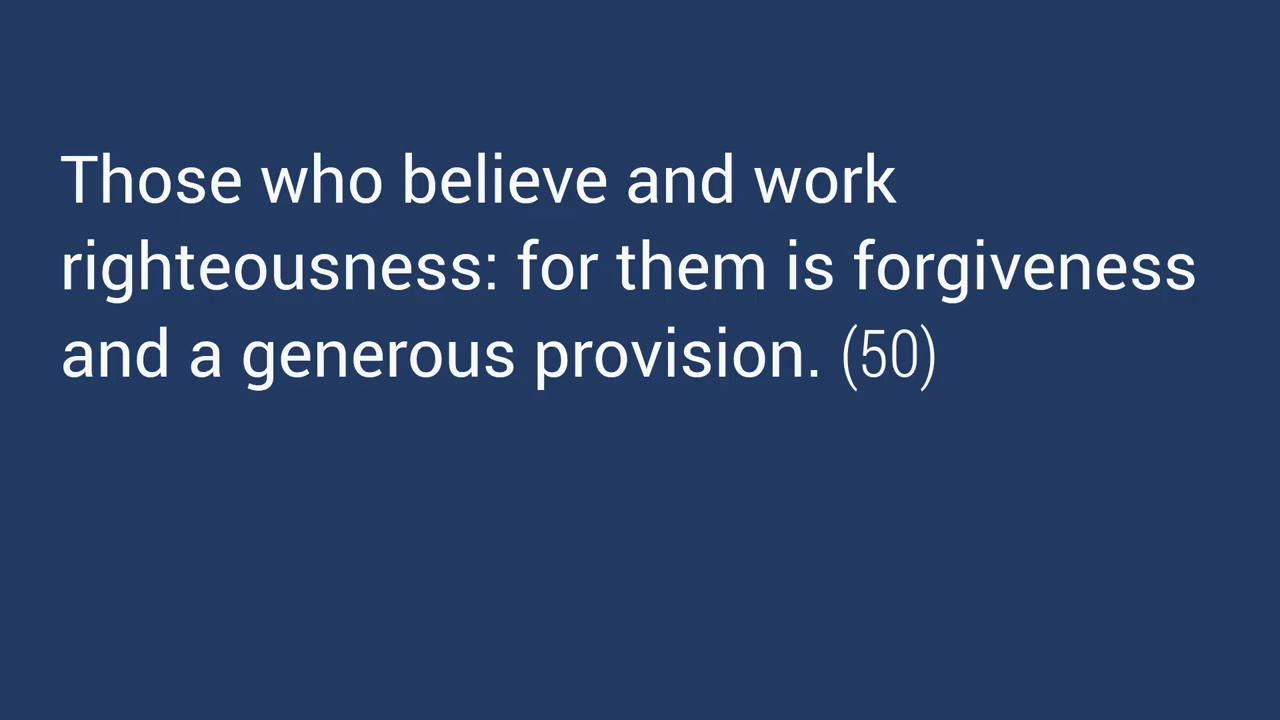 Those who believe and work
righteousness: for them is forgiveness
and a generous provision. (50)